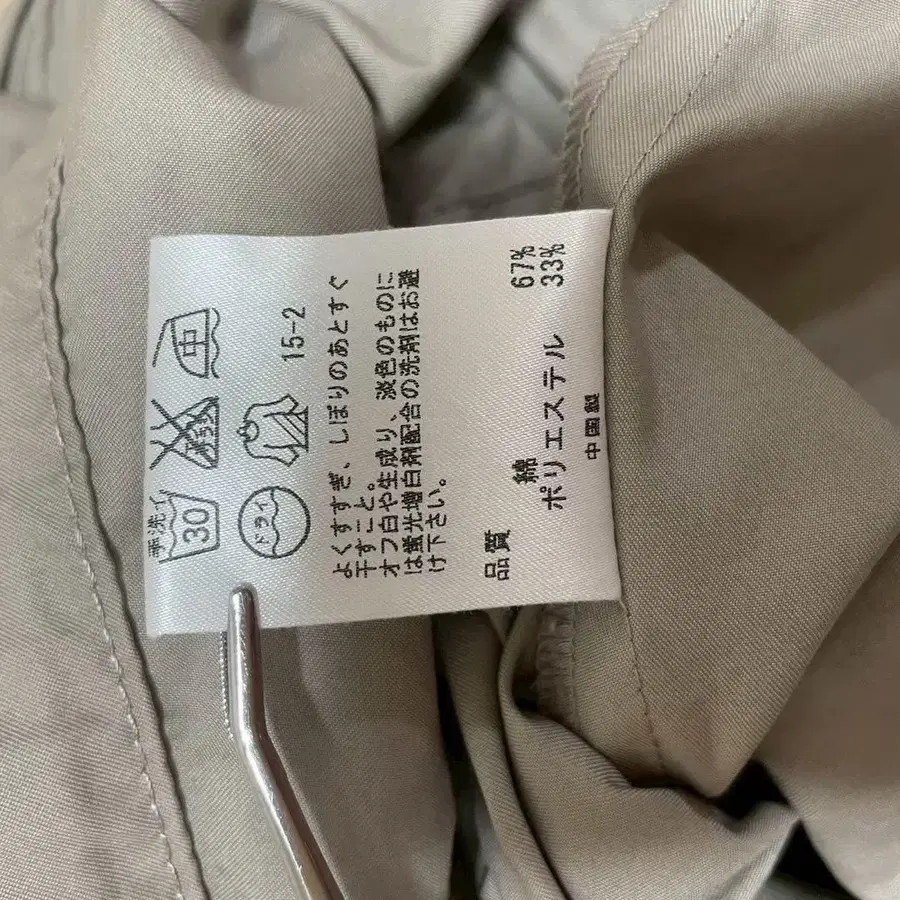 手洗イ
30
中
ドライ
15-2
よくすすぎ、しぼりのあとすぐ
干すこと。
オフ白や生成り、淡色のものに
は蛍光増白剤配合の洗剤はお避
け下さい。
品質
綿 67%
ポリエステル 33%
中国製